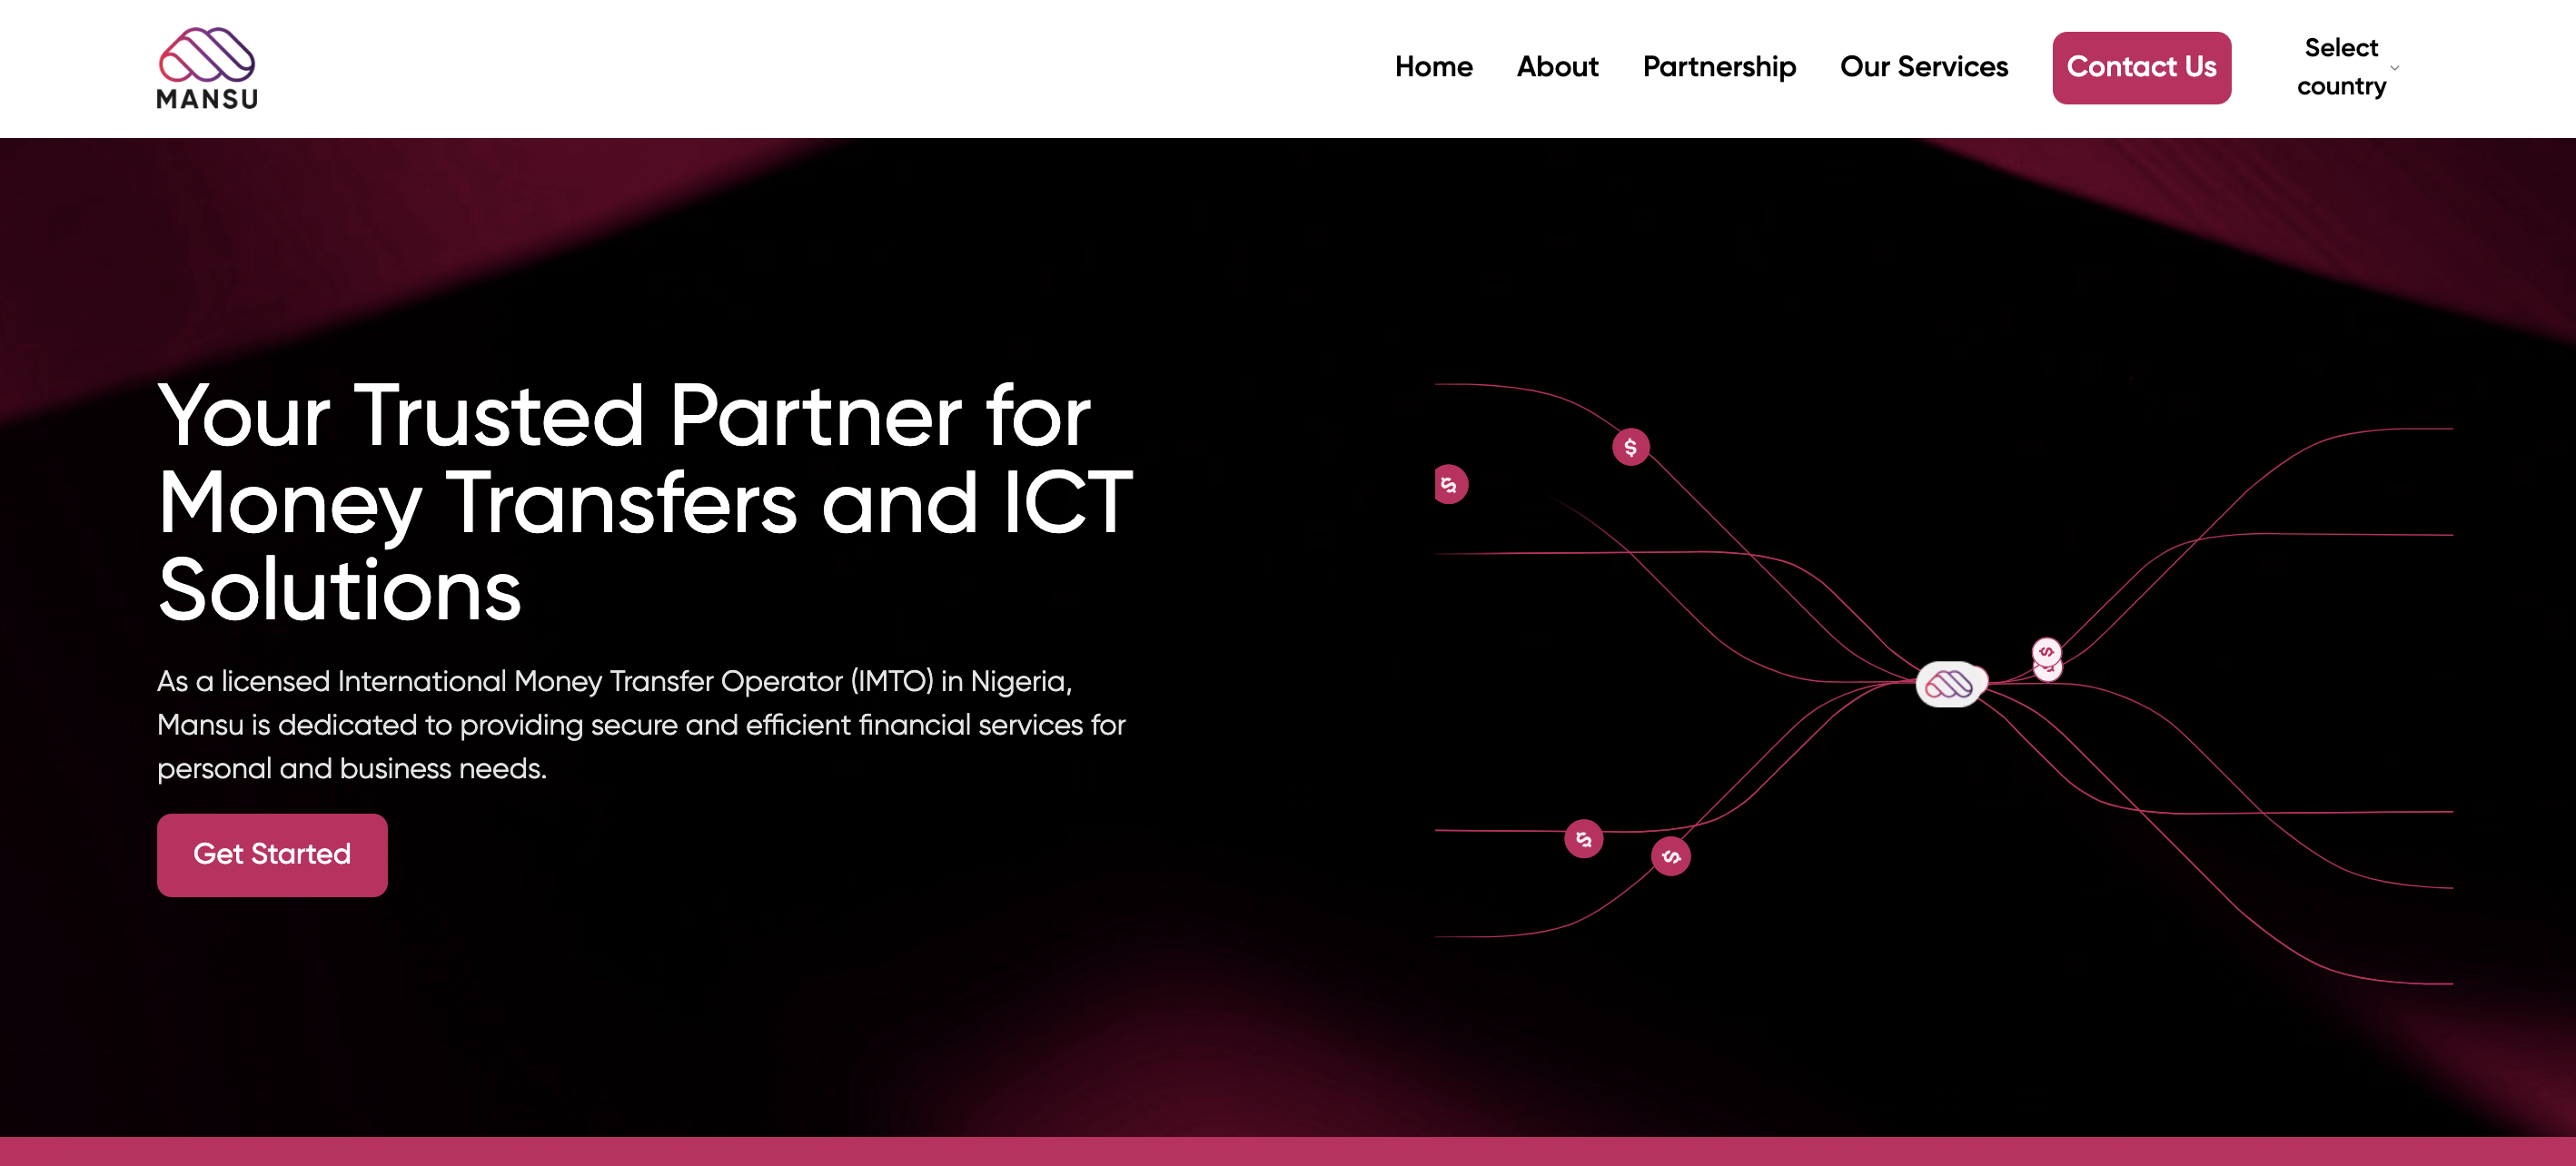 MANSU
Home
About
Partnership
Our Services
Contact Us
Select
country
Your Trusted Partner for
Money Transfers and ICT
Solutions
As a licensed International Money Transfer Operator (IMTO) in Nigeria,
Mansu is dedicated to providing secure and efficient financial services for
personal and business needs.
Get Started
$
$
$
$
$